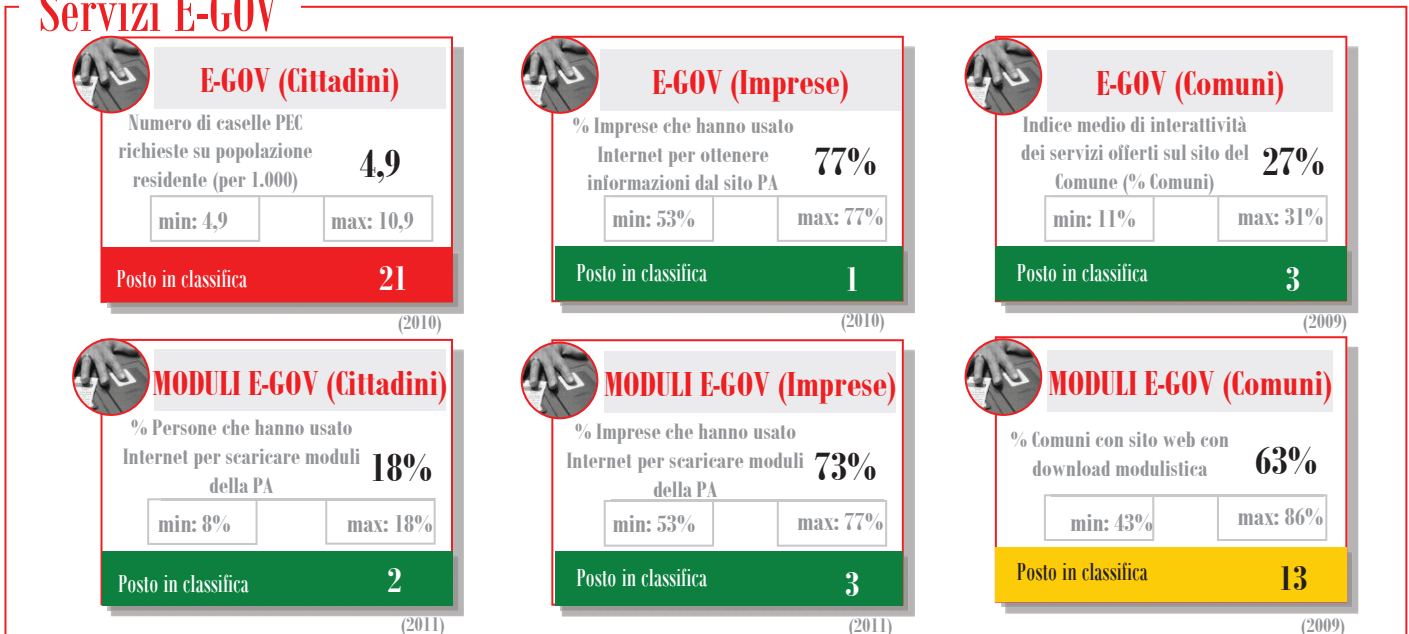 Servizi E-GOV
E-GOV (Cittadini)
Numero di caselle PEC
richieste su popolazione
residente (per 1.000)
4,9
min: 4,9
max: 10,9
Posto in classifica
21
(2010)
E-GOV (Imprese)
% Imprese che hanno usato
Internet per ottenere
informazioni dal sito PA
77%
min: 53%
max: 77%
Posto in classifica
1
(2010)
E-GOV (Comuni)
Indice medio di interattività
dei servizi offerti sul sito del
Comune (% Comuni)
27%
min: 11%
max: 31%
Posto in classifica
3
(2009)
MODULI E-GOV (Cittadini)
% Persone che hanno usato
Internet per scaricare moduli
della PA
18%
min: 8%
max: 18%
Posto in classifica
2
(2011)
MODULI E-GOV (Imprese)
% Imprese che hanno usato
Internet per scaricare moduli
della PA
73%
min: 53%
max: 77%
Posto in classifica
3
(2011)
MODULI E-GOV (Comuni)
% Comuni con sito web con
download modulistica
63%
min: 43%
max: 86%
Posto in classifica
13
(2009)